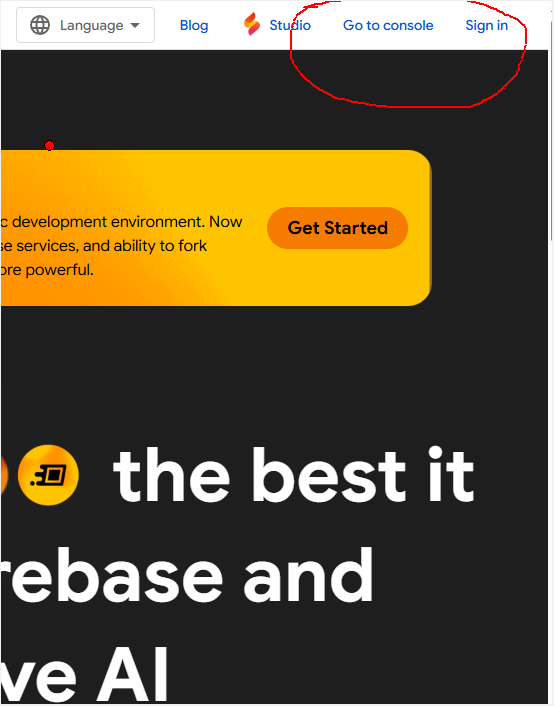 Language Blog Studio Go to console Sign in
c development environment. Now
se services, and ability to fork
ore powerful.
Get Started
the best it
rebase and
ve AI